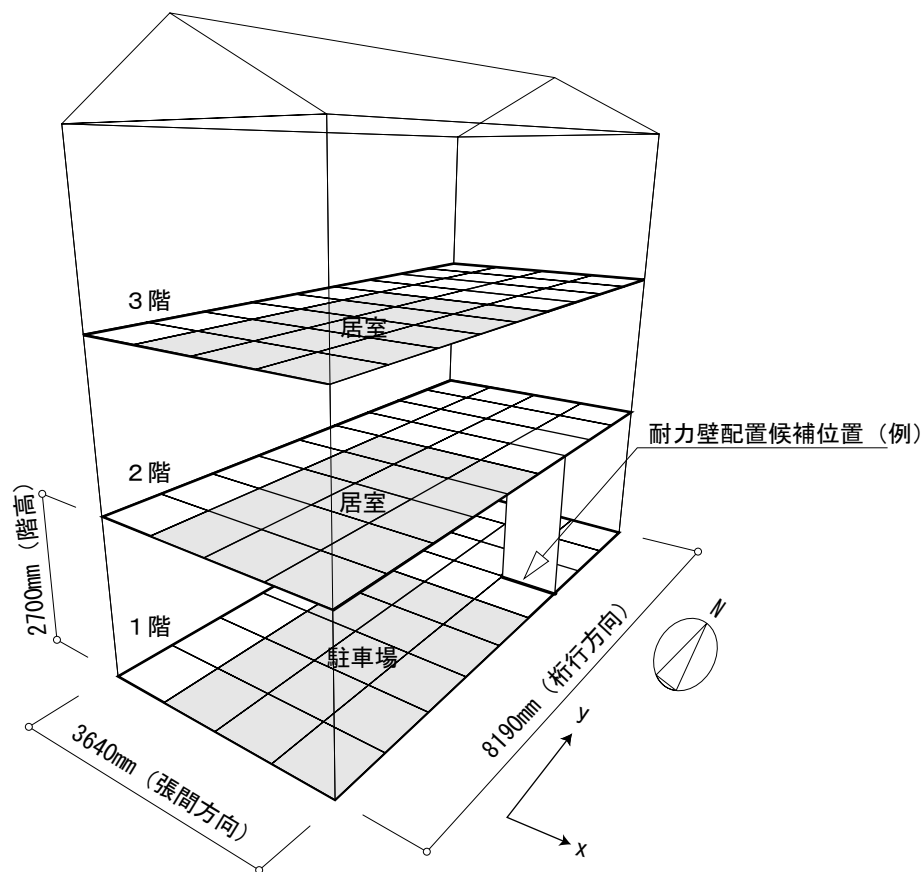 3階
居室
耐力壁配置候補位置（例）
2階
居室
2700mm（階高）
1階
駐車場
N
8190mm（桁行方向）
y
3640mm（張間方向）
x